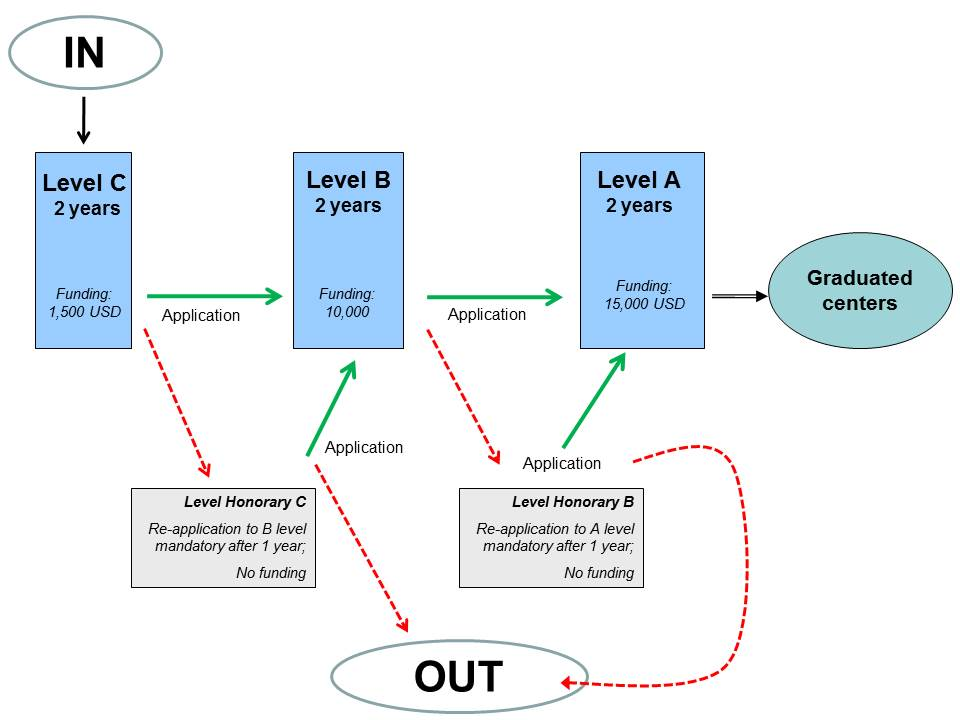 IN
Level C
2 years
Funding:
1,500 USD
Application
Level B
2 years
Funding:
10,000
Application
Level A
2 years
Funding:
15,000 USD
Graduated
centers
Application
Application
Level Honorary C
Re-application to B level
mandatory after 1 year;
No funding
Level Honorary B
Re-application to A level
mandatory after 1 year;
No funding
OUT